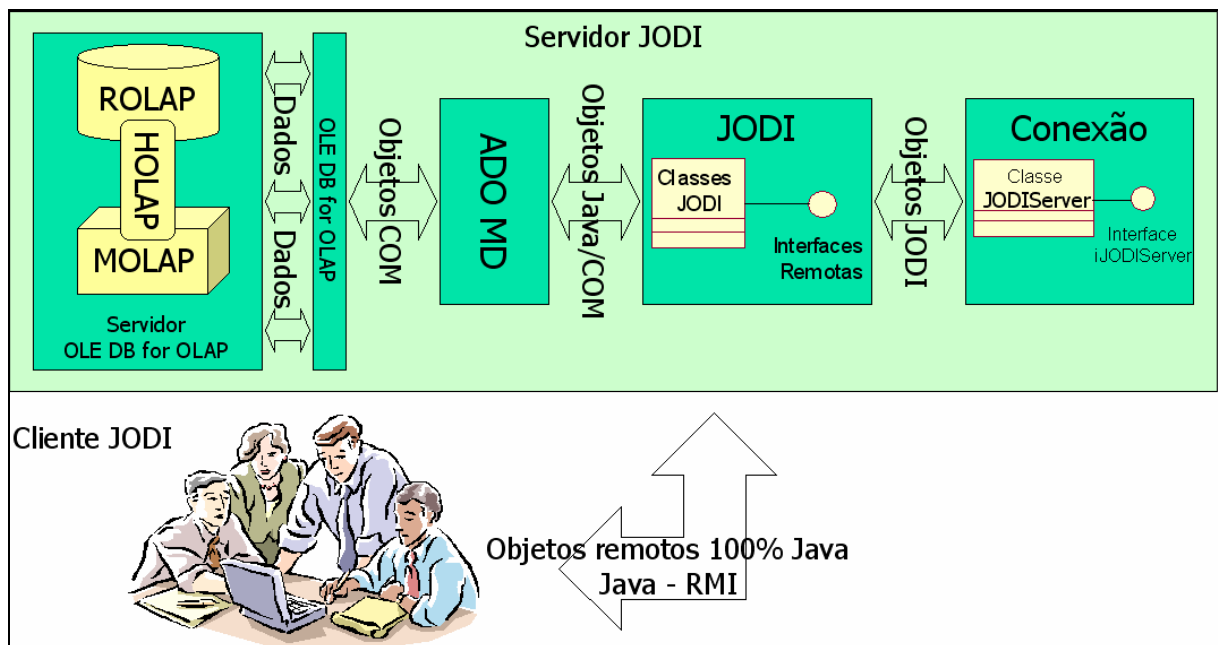 Servidor JODI
ROLAP
HOLAP
MOLAP
Servidor
OLE DB for OLAP
Dados
Dados
OLE DB for OLAP
Objetos COM
ADO MD
Objetos Java/COM
JODI
Classes
JODI
Interfaces
Remotas
Objetos JODI
Conexão
Classe
JODIServer
Interface
iJODIServer
Cliente JODI
Objetos remotos 100% Java
Java - RMI